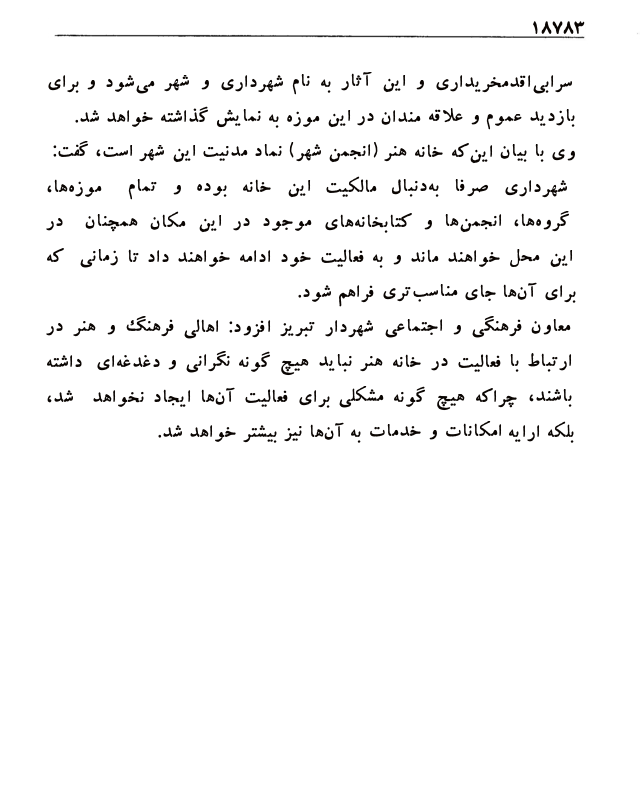 ۱۸۷۸۳
سرابی‌اقدمخریداری و این آثار به نام شهرداری و شهر می‌شود و برای
بازدید عموم و علاقه مندان در این موزه به نمایش گذاشته خواهد شد.
وی با بیان این‌که خانه هنر (انجمن شهر) نماد مدنیت این شهر است، گفت:
شهرداری صرفا به‌دنبال مالکیت این خانه بوده و تمام موزه‌ها،
گروه‌ها، انجمن‌ها و کتابخانه‌های موجود در این مکان همچنان در
این محل خواهند ماند و به فعالیت خود ادامه خواهند داد تا زمانی که
برای آن‌ها جای مناسب‌تری فراهم شود.
معاون فرهنگی و اجتماعی شهردار تبریز افزود: اهالی فرهنگ و هنر در
ارتباط با فعالیت در خانه هنر نباید هیچ گونه نگرانی و دغدغه‌ای داشته
باشند، چراکه هیچ گونه مشکلی برای فعالیت آن‌ها ایجاد نخواهد شد،
بلکه ارایه امکانات و خدمات به آن‌ها نیز بیشتر خواهد شد.